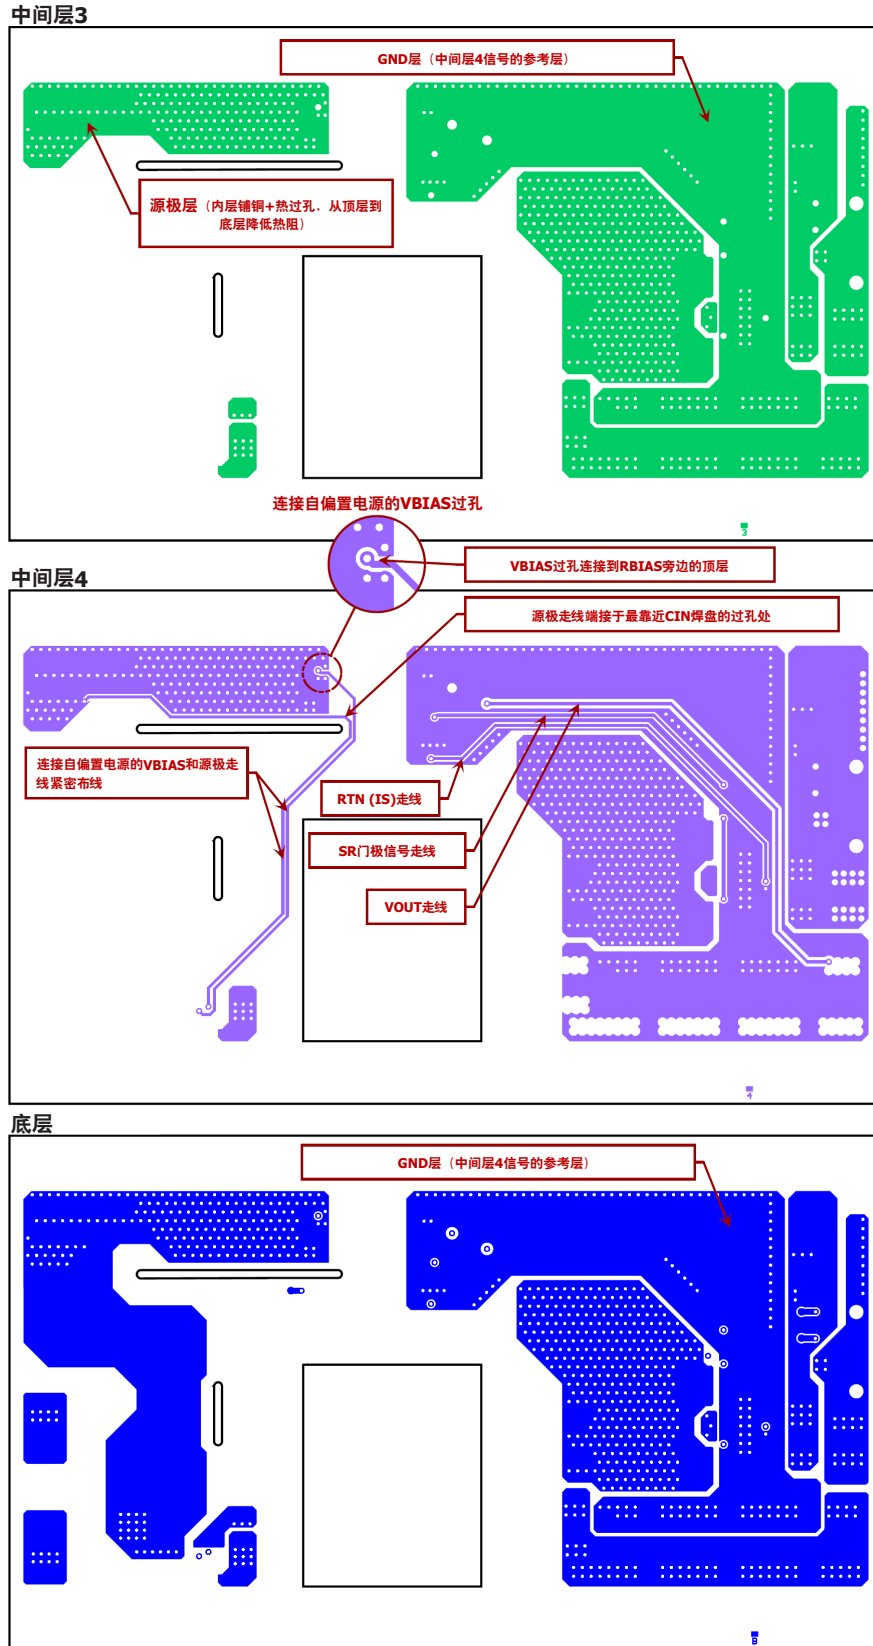 中间层3
GND层（中间层4信号的参考层）
源极层（内层铺铜+热过孔，从顶层到
底层降低热阻）
3
连接自偏置电源的VBIAS过孔
VBIAS过孔连接到RBIAS旁边的顶层
中间层4
源极走线端接于最靠近CIN焊盘的过孔处
连接自偏置电源的VBIAS和源极走
线紧密布线
RTN (IS)走线
SR门极信号走线
VOUT走线
4
底层
GND层（中间层4信号的参考层）
B